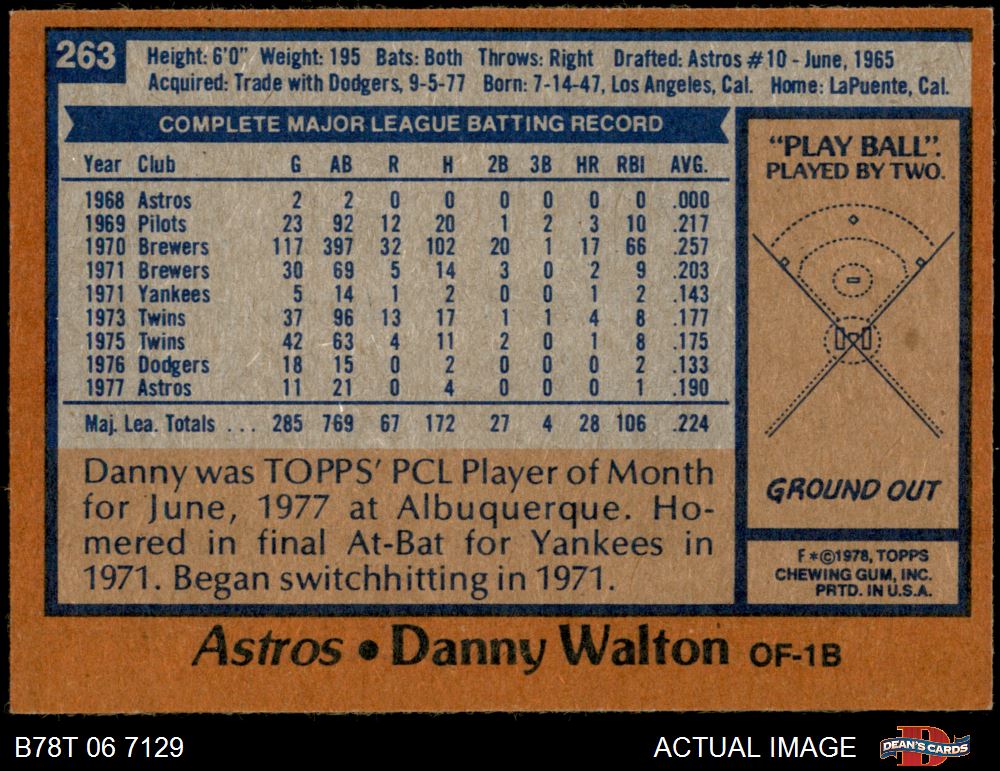 263
Height: 6'0" Weight: 195 Bats: Both Throws: Right Drafted: Astros #10 - June, 1965
Acquired: Trade with Dodgers, 9-5-77 Born: 7-14-47, Los Angeles, Cal. Home: LaPuente, Cal.
COMPLETE MAJOR LEAGUE BATTING RECORD
Year Club G AB R H 2B 3B HR RBI AVG.
1968 Astros 2 2 0 0 0 0 0 0 .000
1969 Pilots 23 92 12 20 1 2 3 10 .217
1970 Brewers 117 397 32 102 20 1 17 66 .257
1971 Brewers 30 69 5 14 3 0 2 9 .203
1971 Yankees 5 14 1 2 0 0 1 2 .143
1973 Twins 37 96 13 17 1 1 4 8 .177
1975 Twins 42 63 4 11 2 0 1 8 .175
1976 Dodgers 18 15 0 2 0 0 0 2 .133
1977 Astros 11 21 0 4 0 0 0 1 .190
Maj. Lea. Totals . . . 285 769 67 172 27 4 28 106 .224
Danny was TOPPS' PCL Player of Month
for June, 1977 at Albuquerque. Ho-
mered in final At-Bat for Yankees in
1971. Began switchhitting in 1971.
"PLAY BALL".
PLAYED BY TWO.
GROUND OUT
F*©1978, TOPPS
CHEWING GUM, INC.
PRTD. IN U.S.A.
Astros • Danny Walton OF-1B
B78T 06 7129
ACTUAL IMAGE
DEAN'S CARDS